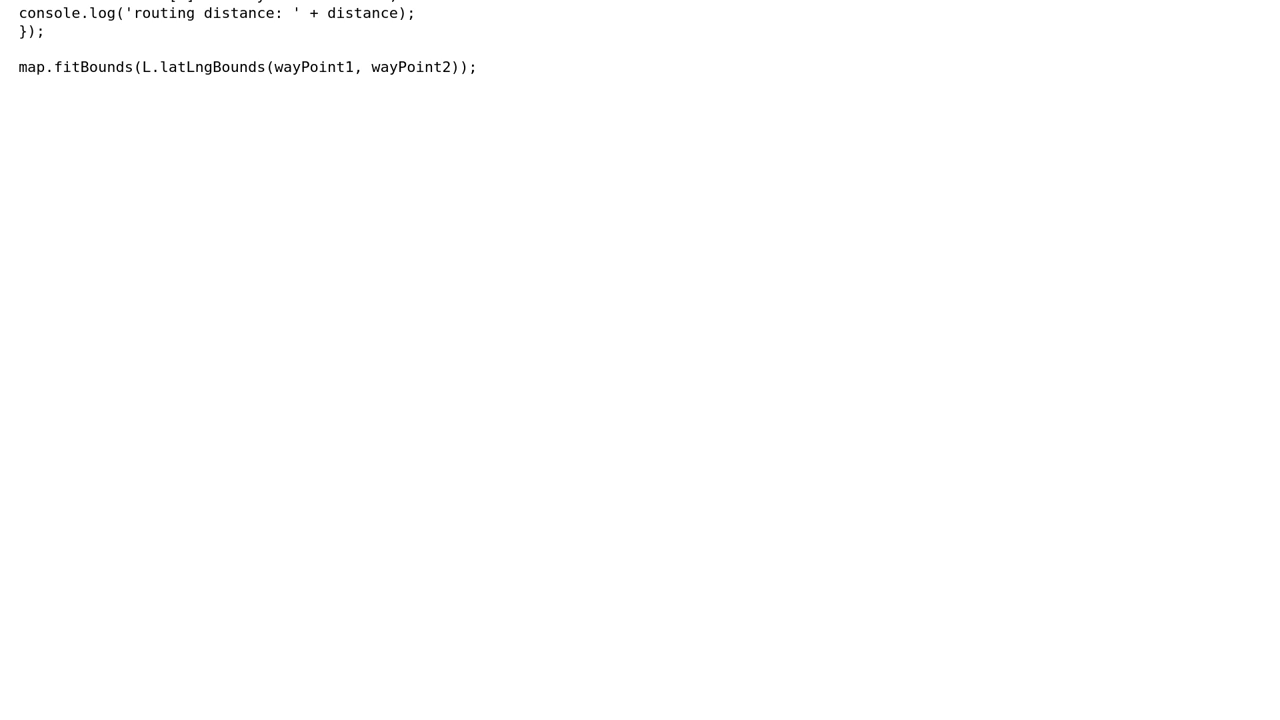 console.log('routing distance: ' + distance);
});
map.fitBounds(L.latLngBounds(wayPoint1, wayPoint2));